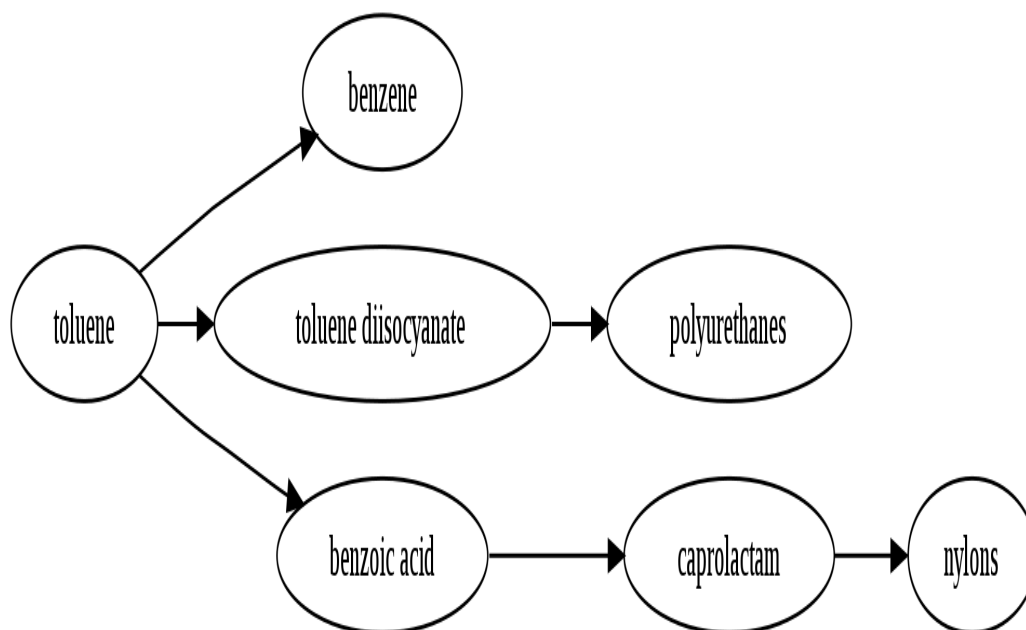 benzene
toluene
toluene diisocyanate
polyurethanes
benzoic acid
caprolactam
nylons